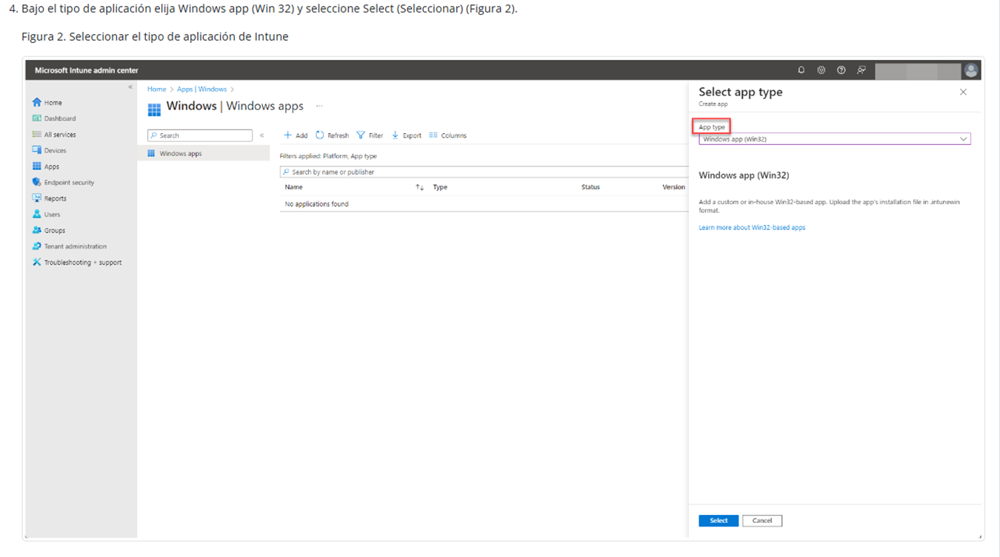 4. Bajo el tipo de aplicación elija Windows app (Win 32) y seleccione Select (Seleccionar) (Figura 2).
Figura 2. Seleccionar el tipo de aplicación de Intune
Microsoft Intune admin center
Home
Dashboard
All services
Devices
Apps
Endpoint security
Reports
Users
Groups
Tenant administration
Troubleshooting + support
Home > Apps | Windows >
Windows | Windows apps ...
Search
Windows apps
Add Refresh Filter Export Columns
Filters applied: Platform, App type
Search by name or publisher
Name Type Status Version
No applications found
Select app type
Create app
App type
Windows app (Win32)
Windows app (Win32)
Add a custom or in-house Win32-based app. Upload the app's installation file in .intunewin
format.
Learn more about Win32-based apps
Select Cancel